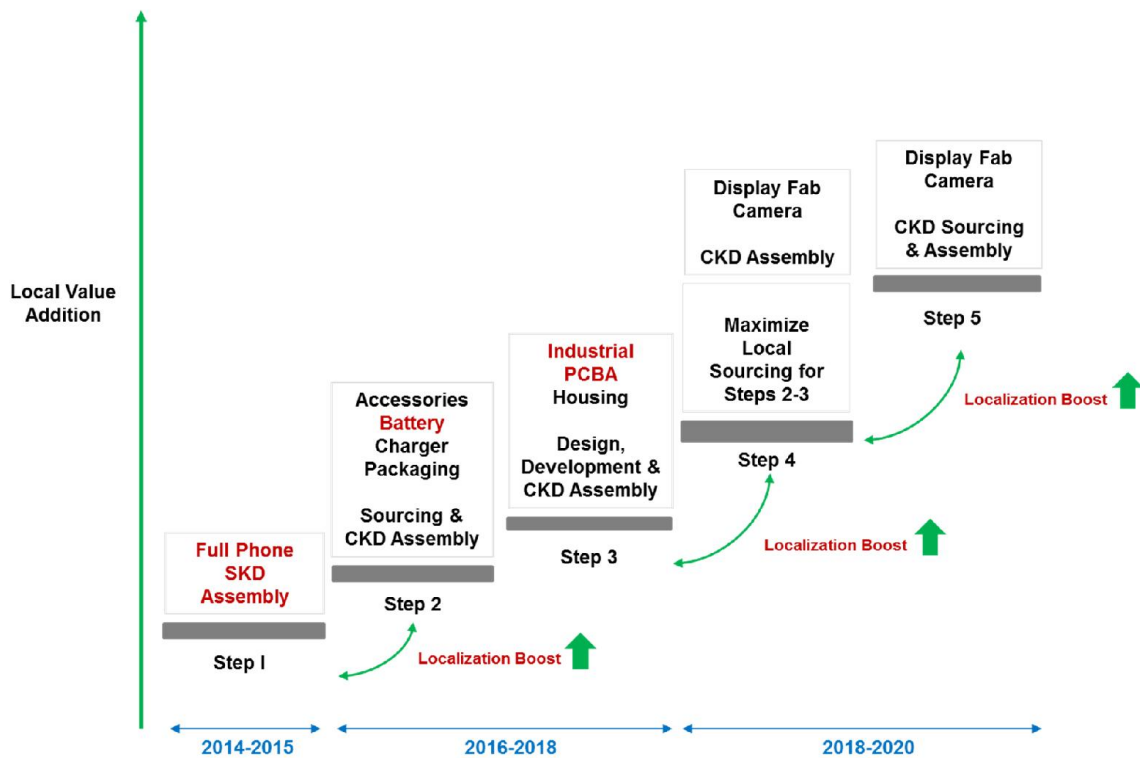 Local Value
Addition
Full Phone
SKD
Assembly
Step I
Accessories
Battery
Charger
Packaging
Sourcing &
CKD Assembly
Step 2
Localization Boost
Industrial
PCBA
Housing
Design,
Development &
CKD Assembly
Step 3
Localization Boost
Display Fab
Camera
CKD Assembly
Maximize
Local
Sourcing for
Steps 2-3
Step 4
Localization Boost
Display Fab
Camera
CKD Sourcing
& Assembly
Step 5
2014-2015
2016-2018
2018-2020